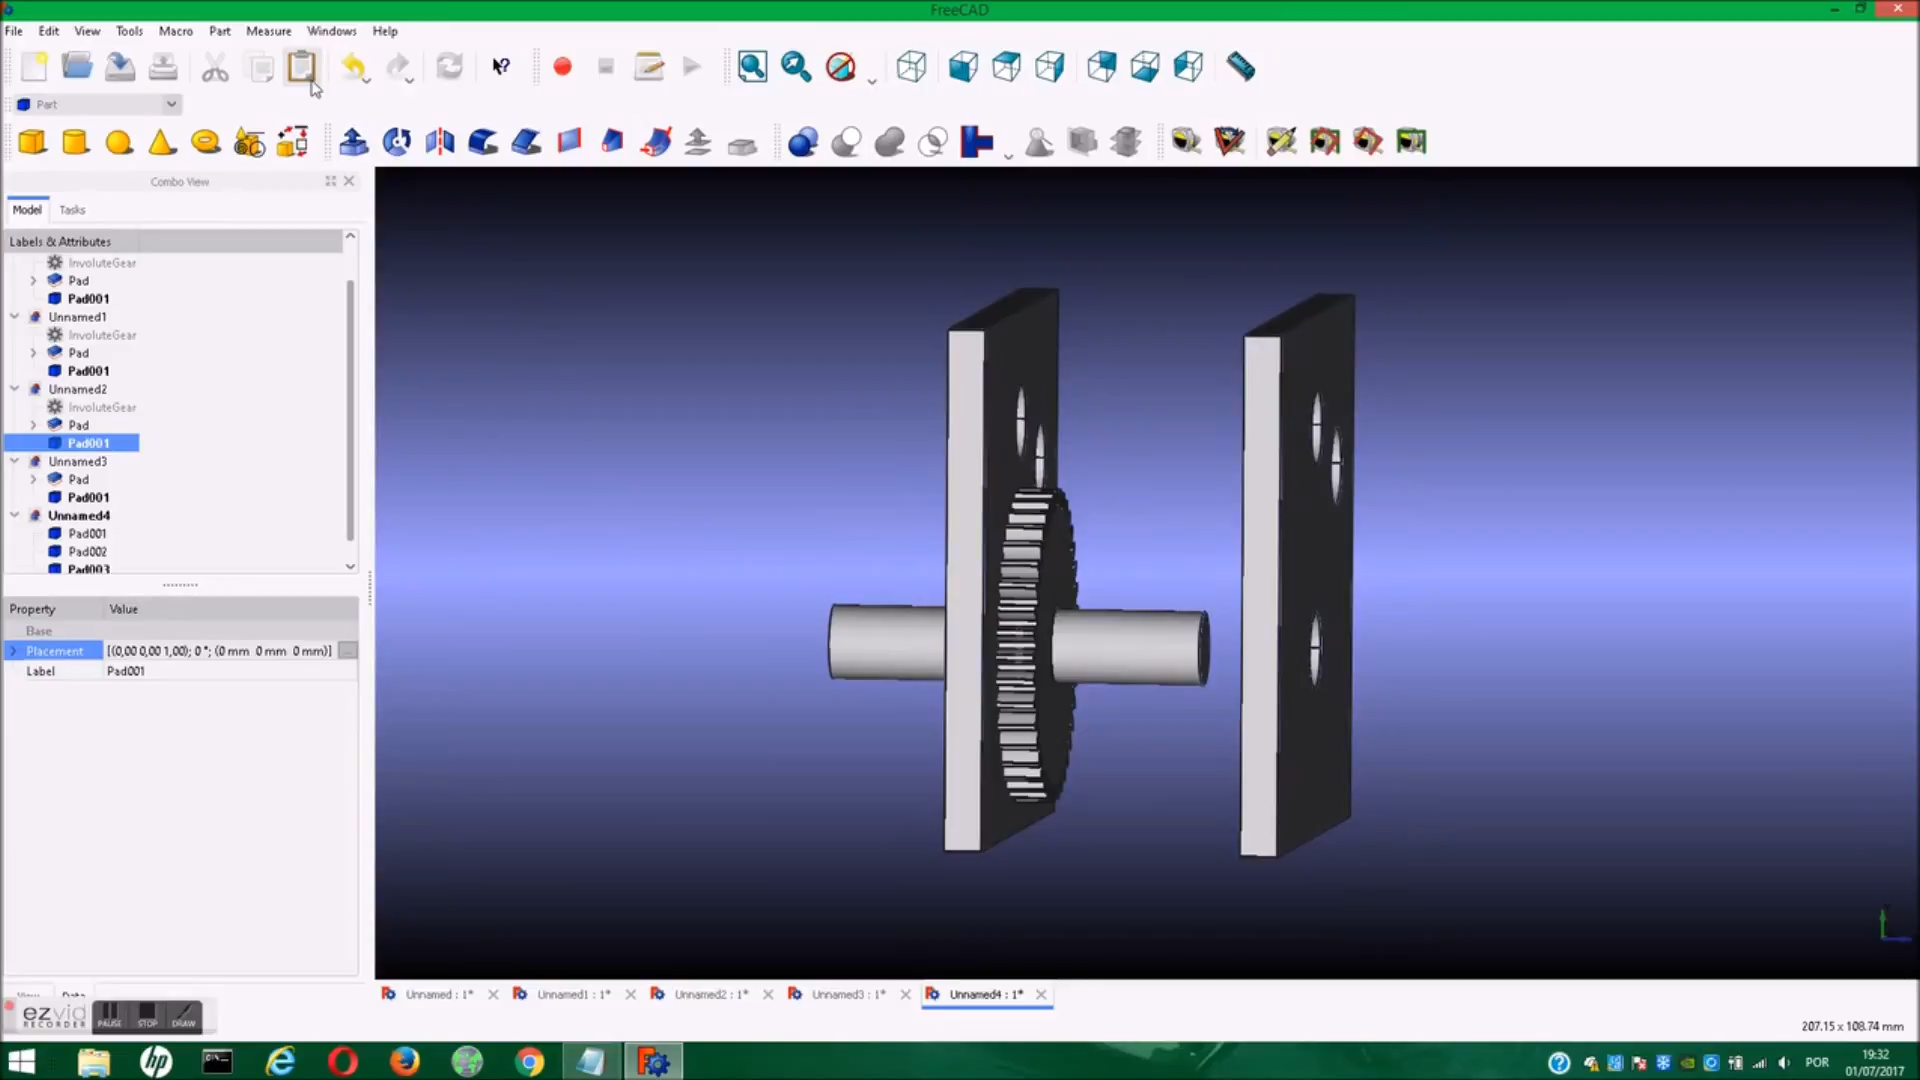 FreeCAD
File Edit View Tools Macro Part Measure Windows Help
Part
Combo View
Model Tasks
Labels & Attributes
InvoluteGear
Pad
Pad001
Unnamed1
InvoluteGear
Pad
Pad001
Unnamed2
InvoluteGear
Pad
Pad001
Unnamed3
Pad
Pad001
Unnamed4
Pad001
Pad002
Pad003
Property Value
Base
Placement [(0,00 0,00 1,00); 0 °; (0 mm 0 mm 0 mm)] ...
Label Pad001
View Data
Unnamed : 1* Unnamed1 : 1* Unnamed2 : 1* Unnamed3 : 1* Unnamed4 : 1*
ezvid
RECORDER
PAUSE STOP DRAW
207.15 x 108.74 mm
hp
POR
19:32
01/07/2017